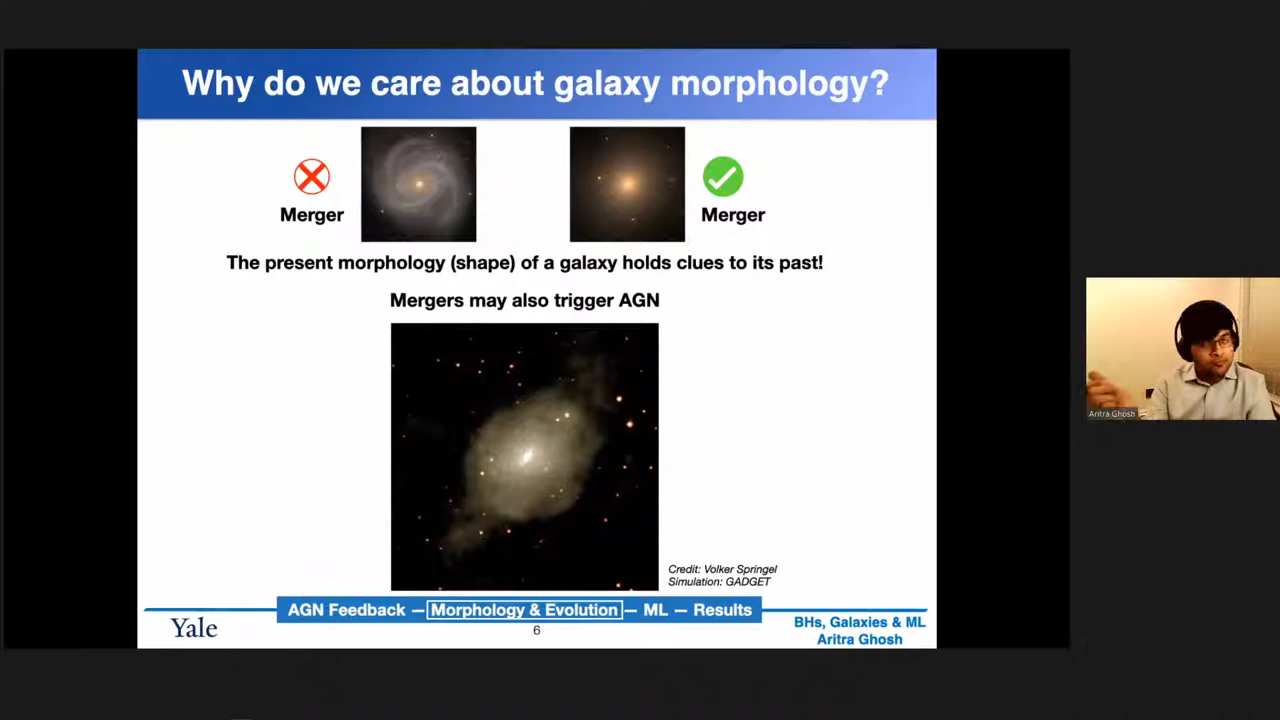 Why do we care about galaxy morphology?
Merger
Merger
The present morphology (shape) of a galaxy holds clues to its past!
Mergers may also trigger AGN
Credit: Volker Springel
Simulation: GADGET
AGN Feedback — Morphology & Evolution — ML — Results
Yale
6
BHs, Galaxies & ML
Aritra Ghosh
Aritra Ghosh